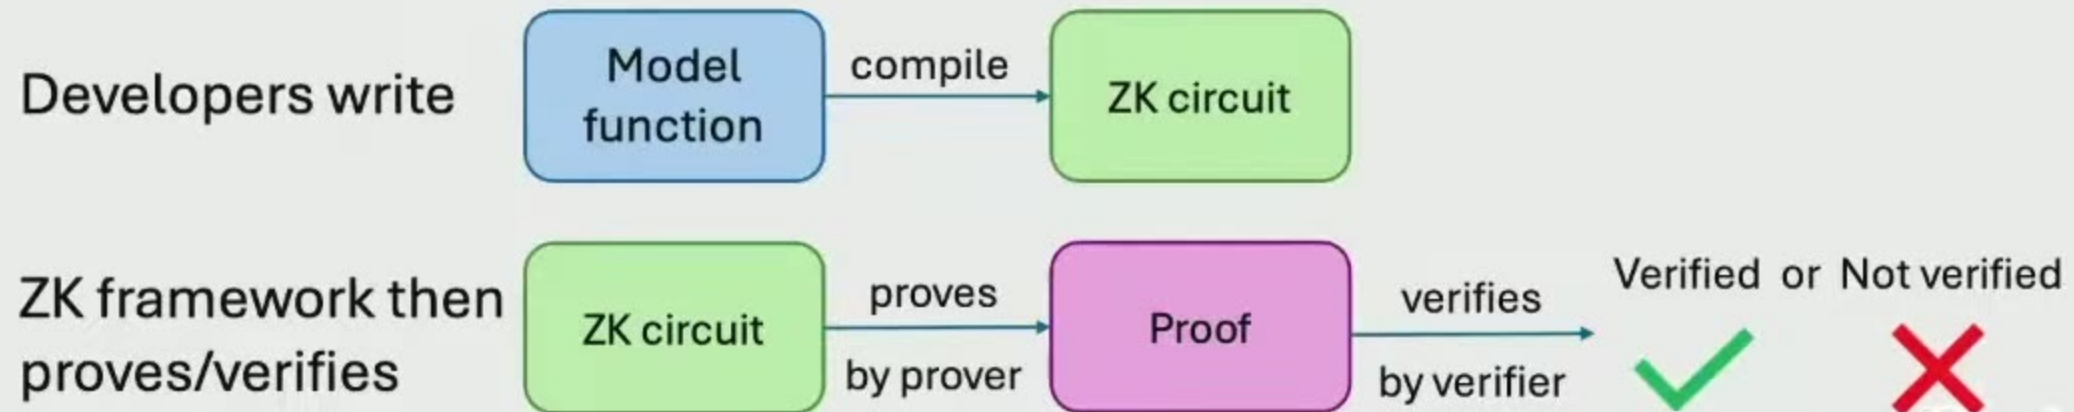 Developers write
Model
function
compile
ZK circuit
ZK framework then
proves/verifies
ZK circuit
proves
by prover
Proof
verifies
by verifier
Verified or Not verified